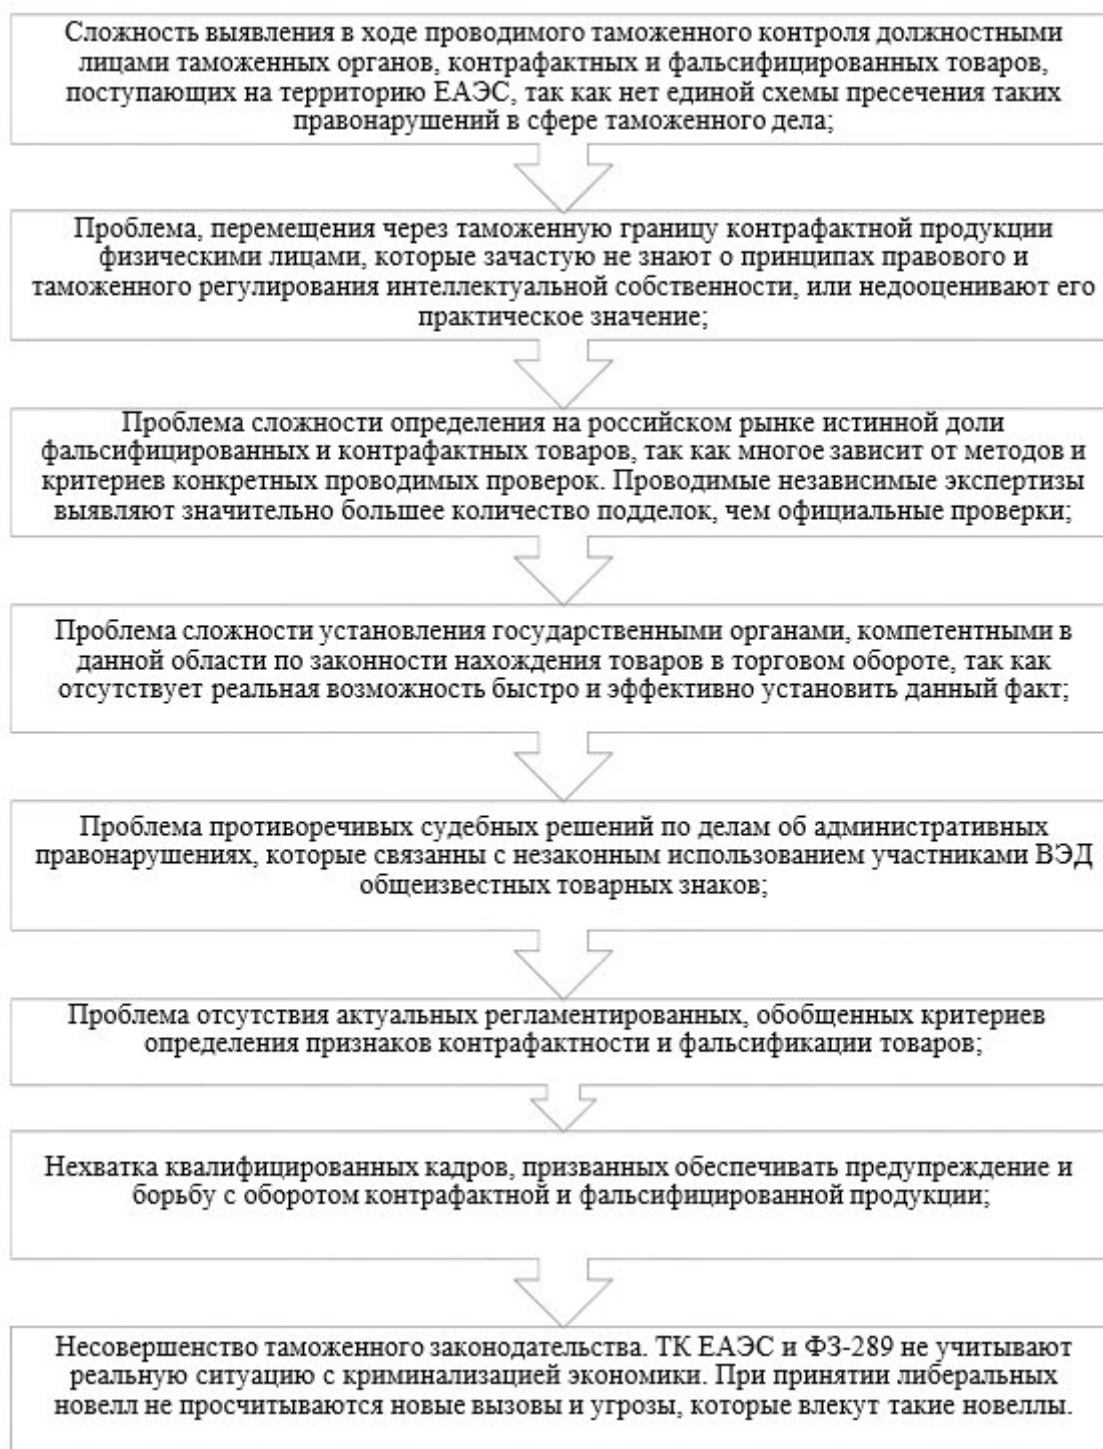 Сложность выявления в ходе проводимого таможенного контроля должностными
лицами таможенных органов, контрафактных и фальсифицированных товаров,
поступающих на территорию ЕАЭС, так как нет единой схемы пресечения таких
правонарушений в сфере таможенного дела;
Проблема, перемещения через таможенную границу контрафактной продукции
физическими лицами, которые зачастую не знают о принципах правового и
таможенного регулирования интеллектуальной собственности, или недооценивают его
практическое значение;
Проблема сложности определения на российском рынке истинной доли
фальсифицированных и контрафактных товаров, так как многое зависит от методов и
критериев конкретных проводимых проверок. Проводимые независимые экспертизы
выявляют значительно большее количество подделок, чем официальные проверки;
Проблема сложности установления государственными органами, компетентными в
данной области по законности нахождения товаров в торговом обороте, так как
отсутствует реальная возможность быстро и эффективно установить данный факт;
Проблема противоречивых судебных решений по делам об административных
правонарушениях, которые связанны с незаконным использованием участниками ВЭД
общеизвестных товарных знаков;
Проблема отсутствия актуальных регламентированных, обобщенных критериев
определения признаков контрафактности и фальсификации товаров;
Нехватка квалифицированных кадров, призванных обеспечивать предупреждение и
борьбу с оборотом контрафактной и фальсифицированной продукции;
Несовершенство таможенного законодательства. ТК ЕАЭС и ФЗ-289 не учитывают
реальную ситуацию с криминализацией экономики. При принятии либеральных
новелл не просчитываются новые вызовы и угрозы, которые влекут такие новеллы.